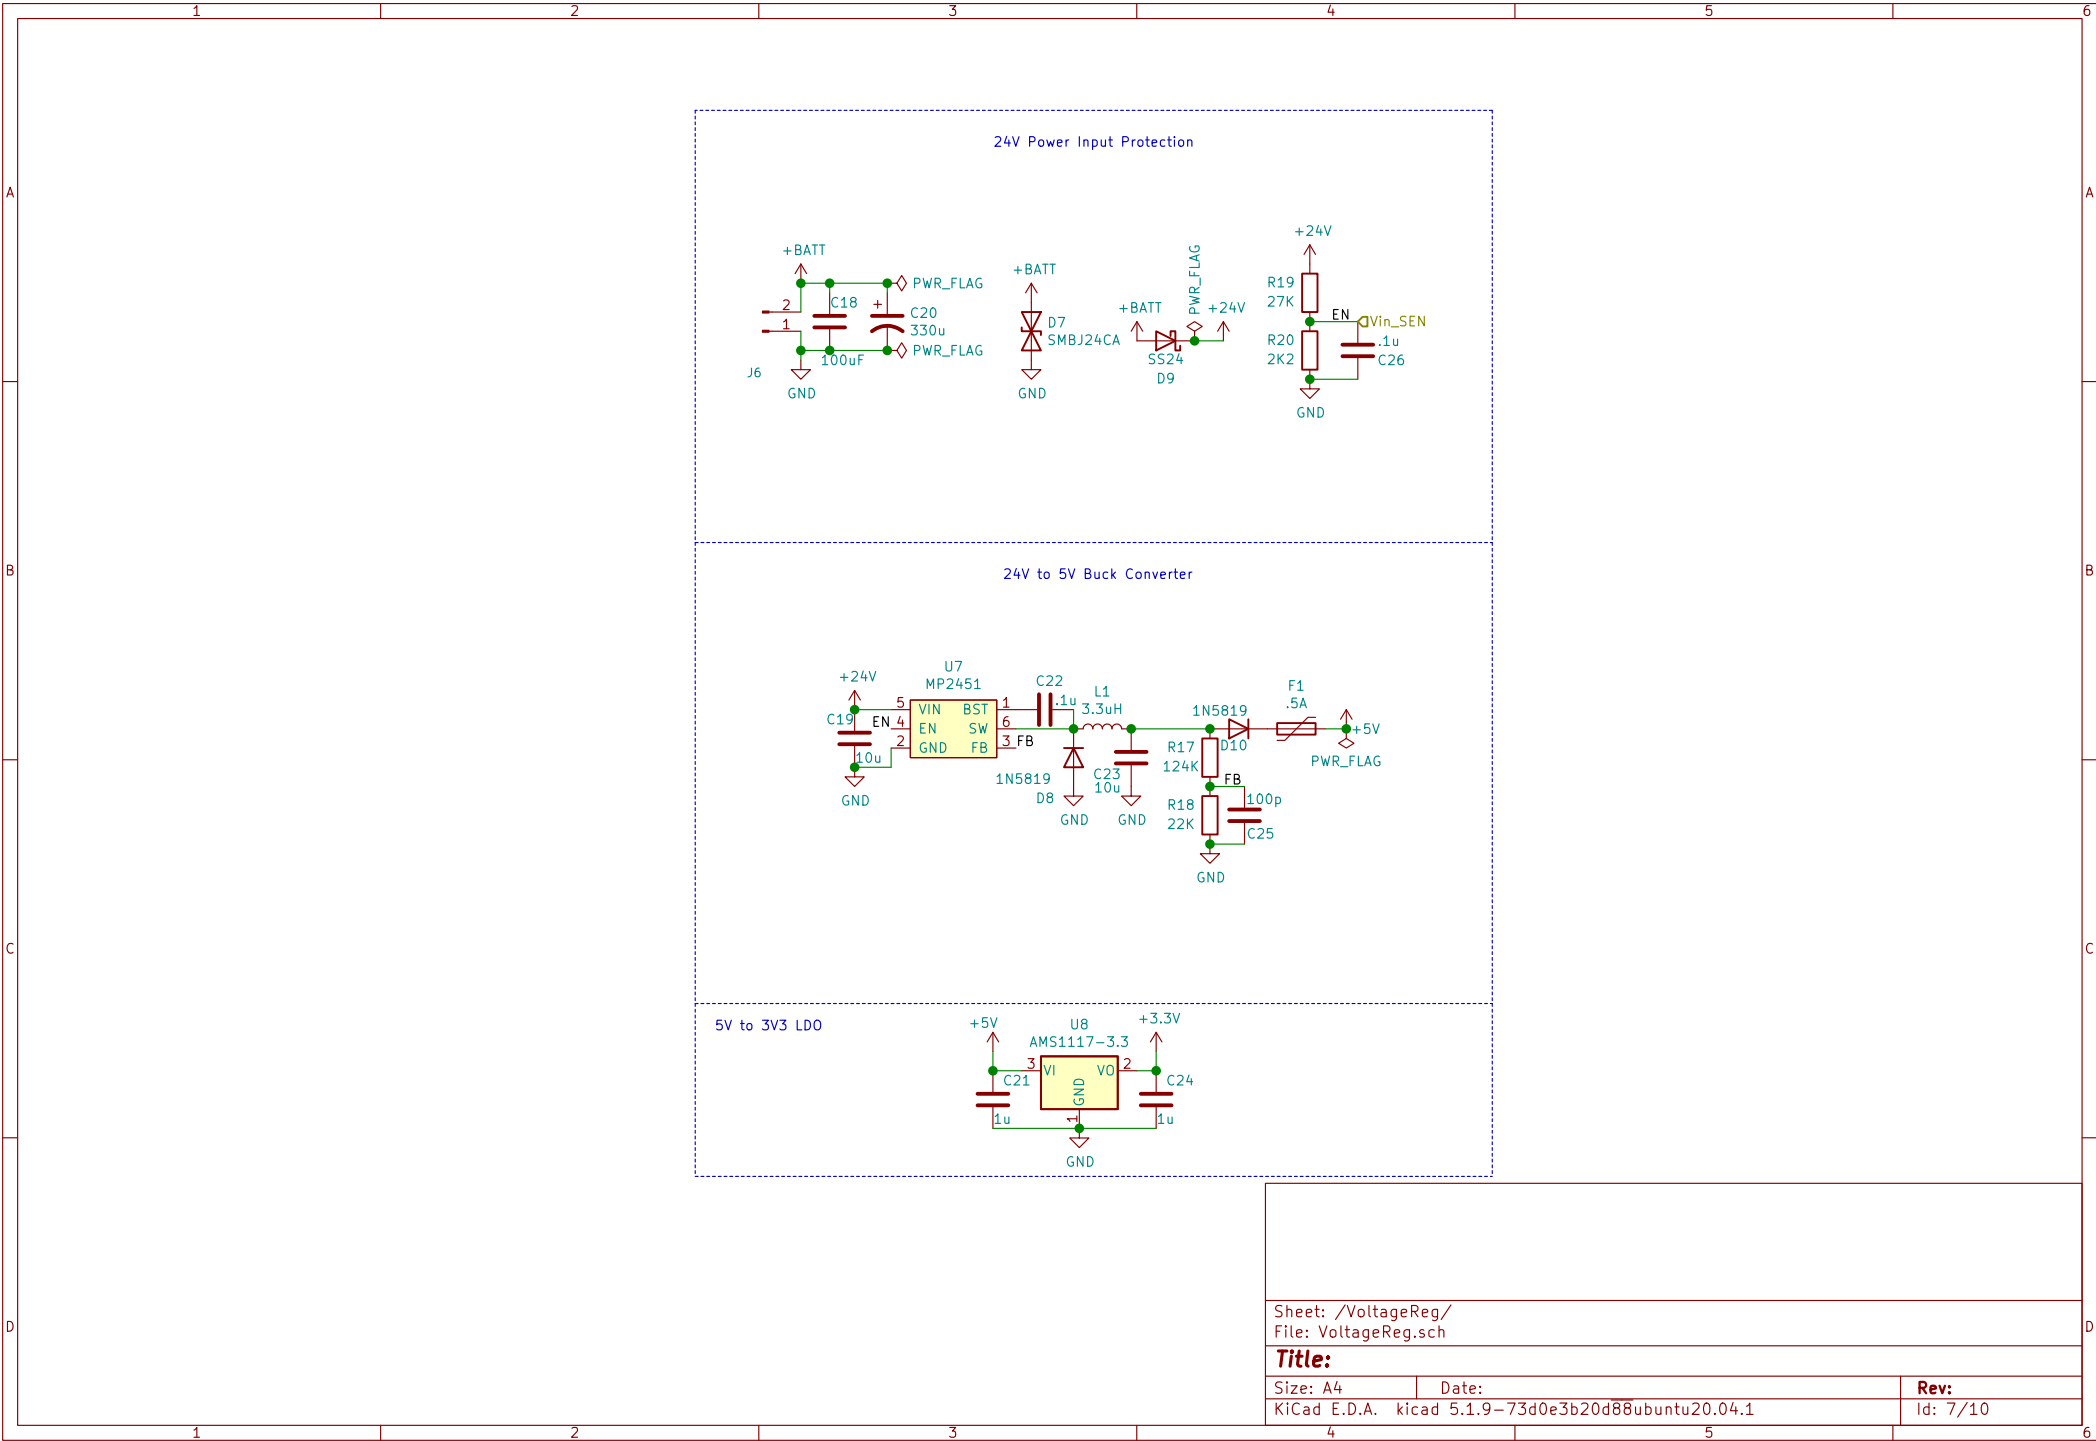 1 2 3 4 5 6
24V Power Input Protection
A A
+BATT
2
1
J6
C18
100uF
+
C20
330u
PWR_FLAG
PWR_FLAG
GND
+BATT
D7
SMBJ24CA
GND
+BATT
PWR_FLAG
+24V
SS24
D9
+24V
R19
27K
EN
Vin_SEN
R20
2K2
.1u
C26
GND
B B
24V to 5V Buck Converter
+24V
C19
10u
GND
EN
U7
MP2451
5 VIN BST 1
4 EN SW 6
2 GND FB 3
FB
C22
.1u
L1
3.3uH
1N5819
D8
GND
C23
10u
GND
1N5819
D10
R17
124K
FB
R18
22K
100p
C25
GND
F1
.5A
+5V
PWR_FLAG
C C
5V to 3V3 LDO
+5V
C21
1u
U8
AMS1117-3.3
3 VI VO 2
GND
1
GND
+3.3V
C24
1u
D D
Sheet: /VoltageReg/
File: VoltageReg.sch
Title:
Size: A4 Date: Rev:
KiCad E.D.A. kicad 5.1.9-73d0e3b20d88ubuntu20.04.1 Id: 7/10
1 2 3 4 5 6